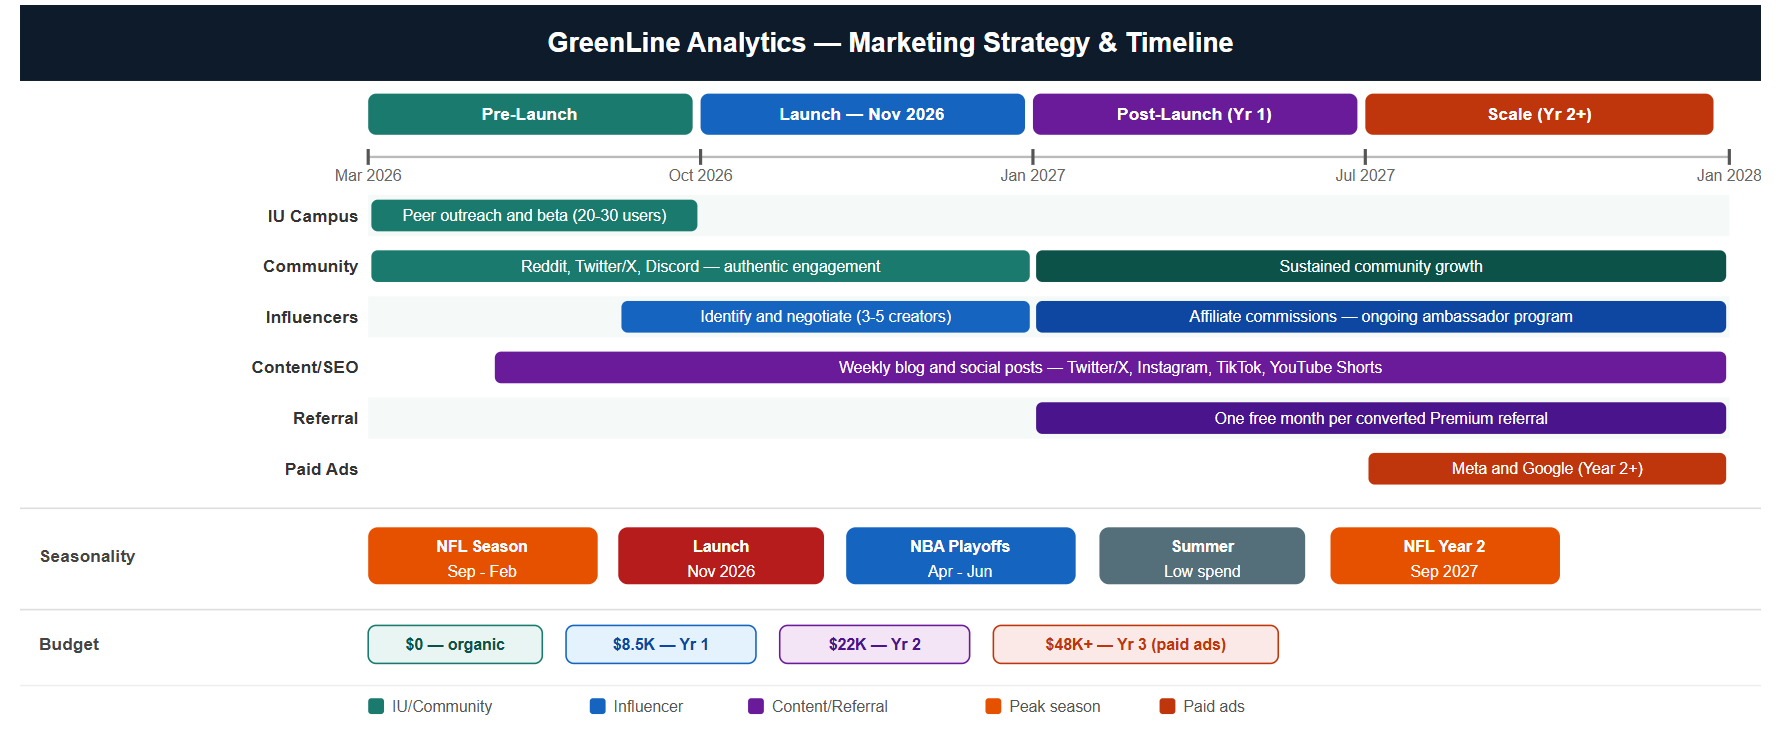 GreenLine Analytics — Marketing Strategy & Timeline
Pre-Launch
Launch — Nov 2026
Post-Launch (Yr 1)
Scale (Yr 2+)
Mar 2026
Oct 2026
Jan 2027
Jul 2027
Jan 2028
IU Campus
Peer outreach and beta (20-30 users)
Community
Reddit, Twitter/X, Discord — authentic engagement
Sustained community growth
Influencers
Identify and negotiate (3-5 creators)
Affiliate commissions — ongoing ambassador program
Content/SEO
Weekly blog and social posts — Twitter/X, Instagram, TikTok, YouTube Shorts
Referral
One free month per converted Premium referral
Paid Ads
Meta and Google (Year 2+)
Seasonality
NFL Season
Sep - Feb
Launch
Nov 2026
NBA Playoffs
Apr - Jun
Summer
Low spend
NFL Year 2
Sep 2027
Budget
$0 — organic
$8.5K — Yr 1
$22K — Yr 2
$48K+ — Yr 3 (paid ads)
IU/Community
Influencer
Content/Referral
Peak season
Paid ads